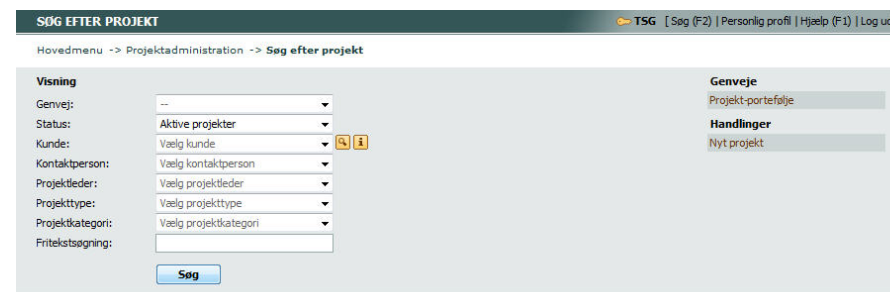 SØG EFTER PROJEKT
TSG [ Søg (F2) | Personlig profil | Hjælp (F1) | Log ud
Hovedmenu -> Projektadministration -> Søg efter projekt
Visning
Genvej: --
Status: Aktive projekter
Kunde: Vælg kunde
Kontaktperson: Vælg kontaktperson
Projektleder: Vælg projektleder
Projekttype: Vælg projekttype
Projektkategori: Vælg projektkategori
Fritekstsøgning:
Søg
Genveje
Projekt-portefølje
Handlinger
Nyt projekt